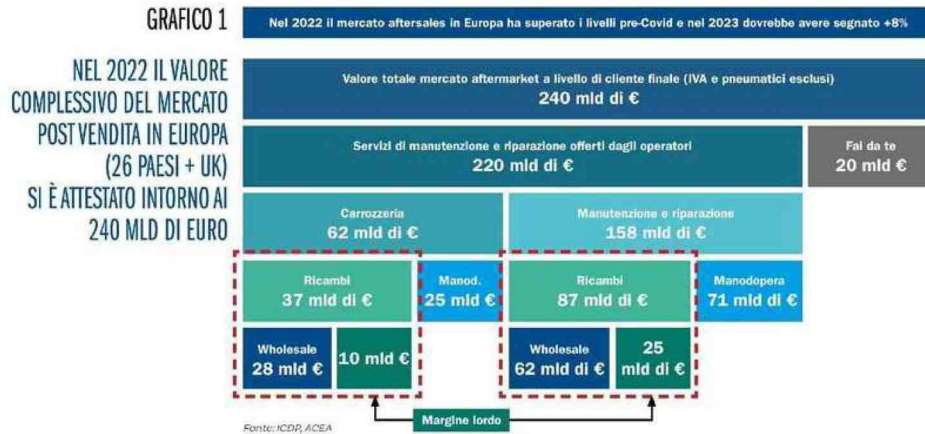 GRAFICO 1
Nel 2022 il mercato aftersales in Europa ha superato i livelli pre-Covid e nel 2023 dovrebbe avere segnato +8%
NEL 2022 IL VALORE
COMPLESSIVO DEL MERCATO
POST VENDITA IN EUROPA
(26 PAESI + UK)
SI È ATTESTATO INTORNO AI
240 MLD DI EURO
Valore totale mercato aftermarket a livello di cliente finale (IVA e pneumatici esclusi)
240 mld di €
Servizi di manutenzione e riparazione offerti dagli operatori
220 mld di €
Fai da te
20 mld €
Carrozzeria
62 mld di €
Manutenzione e riparazione
158 mld di €
Ricambi
37 mld di €
Manod.
25 mld €
Ricambi
87 mld di €
Manodopera
71 mld di €
Wholesale
28 mld €
10 mld €
Wholesale
62 mld di €
25
mld di €
Margine lordo
Fonte: ICDP, ACEA